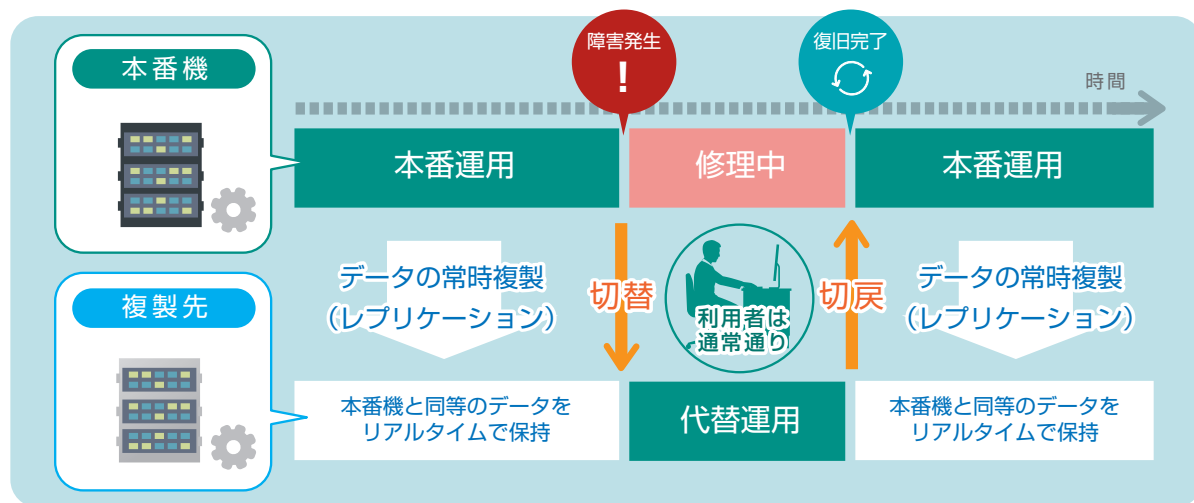 障害発生
!
復旧完了
時間
本番機
本番運用
修理中
本番運用
データの常時複製
(レプリケーション)
切替
利用者は
通常通り
切戻
データの常時複製
(レプリケーション)
複製先
本番機と同等のデータを
リアルタイムで保持
代替運用
本番機と同等のデータを
リアルタイムで保持